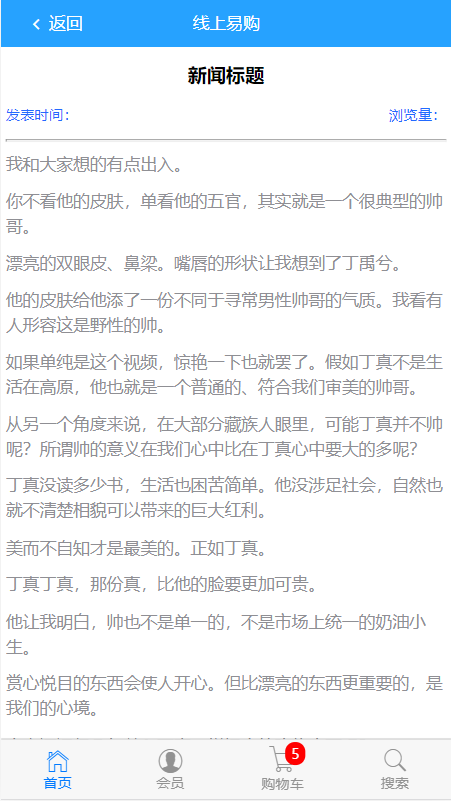 返回
线上易购
新闻标题
发表时间:
浏览量:
我和大家想的有点出入。
你不看他的皮肤，单看他的五官，其实就是一个很典型的帅
哥。
漂亮的双眼皮、鼻梁。嘴唇的形状让我想到了丁禹兮。
他的皮肤给他添了一份不同于寻常男性帅哥的气质。我看有
人形容这是野性的帅。
如果单纯是这个视频，惊艳一下也就罢了。假如丁真不是生
活在高原，他也就是一个普通的、符合我们审美的帅哥。
从另一个角度来说，在大部分藏族人眼里，可能丁真并不帅
呢？所谓帅的意义在我们心中比在丁真心中要大的多呢？
丁真没读多少书，生活也困苦简单。他没涉足社会，自然也
就不清楚相貌可以带来的巨大红利。
美而不自知才是最美的。正如丁真。
丁真丁真，那份真，比他的脸要更加可贵。
他让我明白，帅也不是单一的，不是市场上统一的奶油小
生。
赏心悦目的东西会使人开心。但比漂亮的东西更重要的，是
我们的心境。
5
首页
会员
购物车
搜索